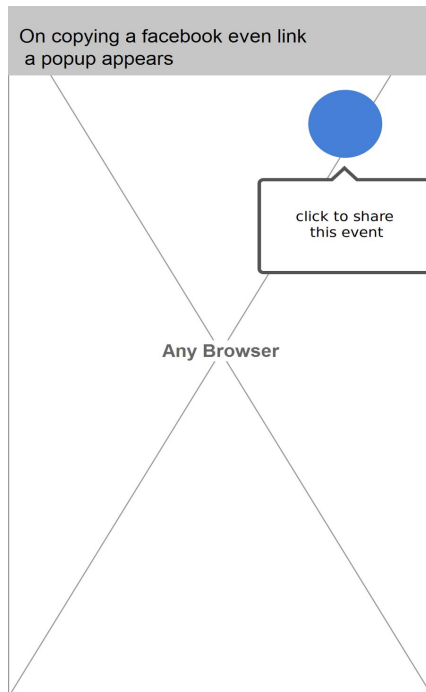 On copying a facebook even link
a popup appears
click to share
this event
Any Browser